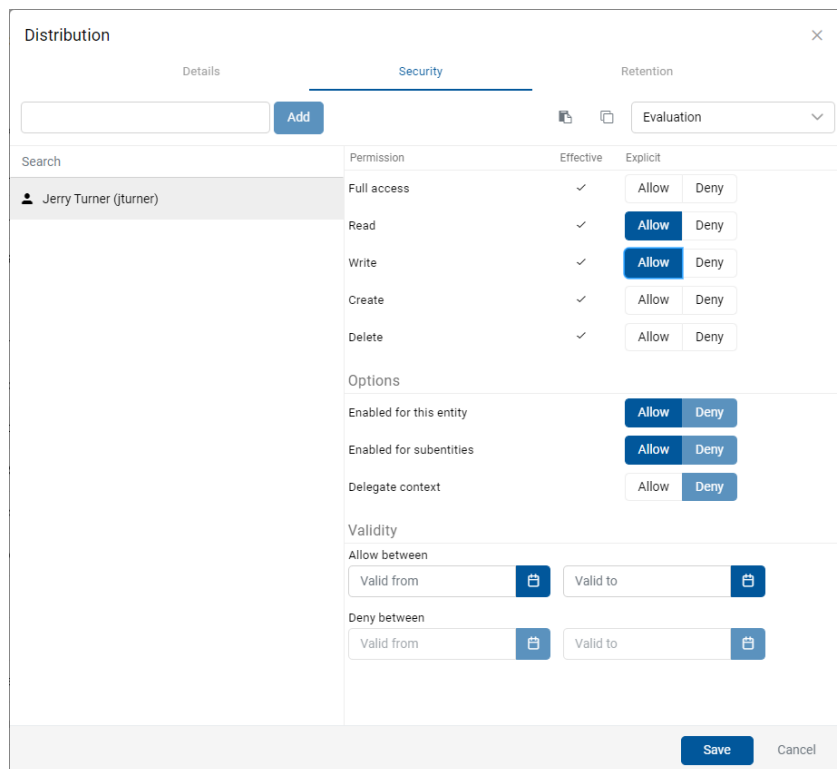 Distribution
Details Security Retention
Add Evaluation
Search
Permission Effective Explicit
Jerry Turner (jturner)
Full access Allow Deny
Read Allow Deny
Write Allow Deny
Create Allow Deny
Delete Allow Deny
Options
Enabled for this entity Allow Deny
Enabled for subentities Allow Deny
Delegate context Allow Deny
Validity
Allow between
Valid from Valid to
Deny between
Valid from Valid to
Save Cancel